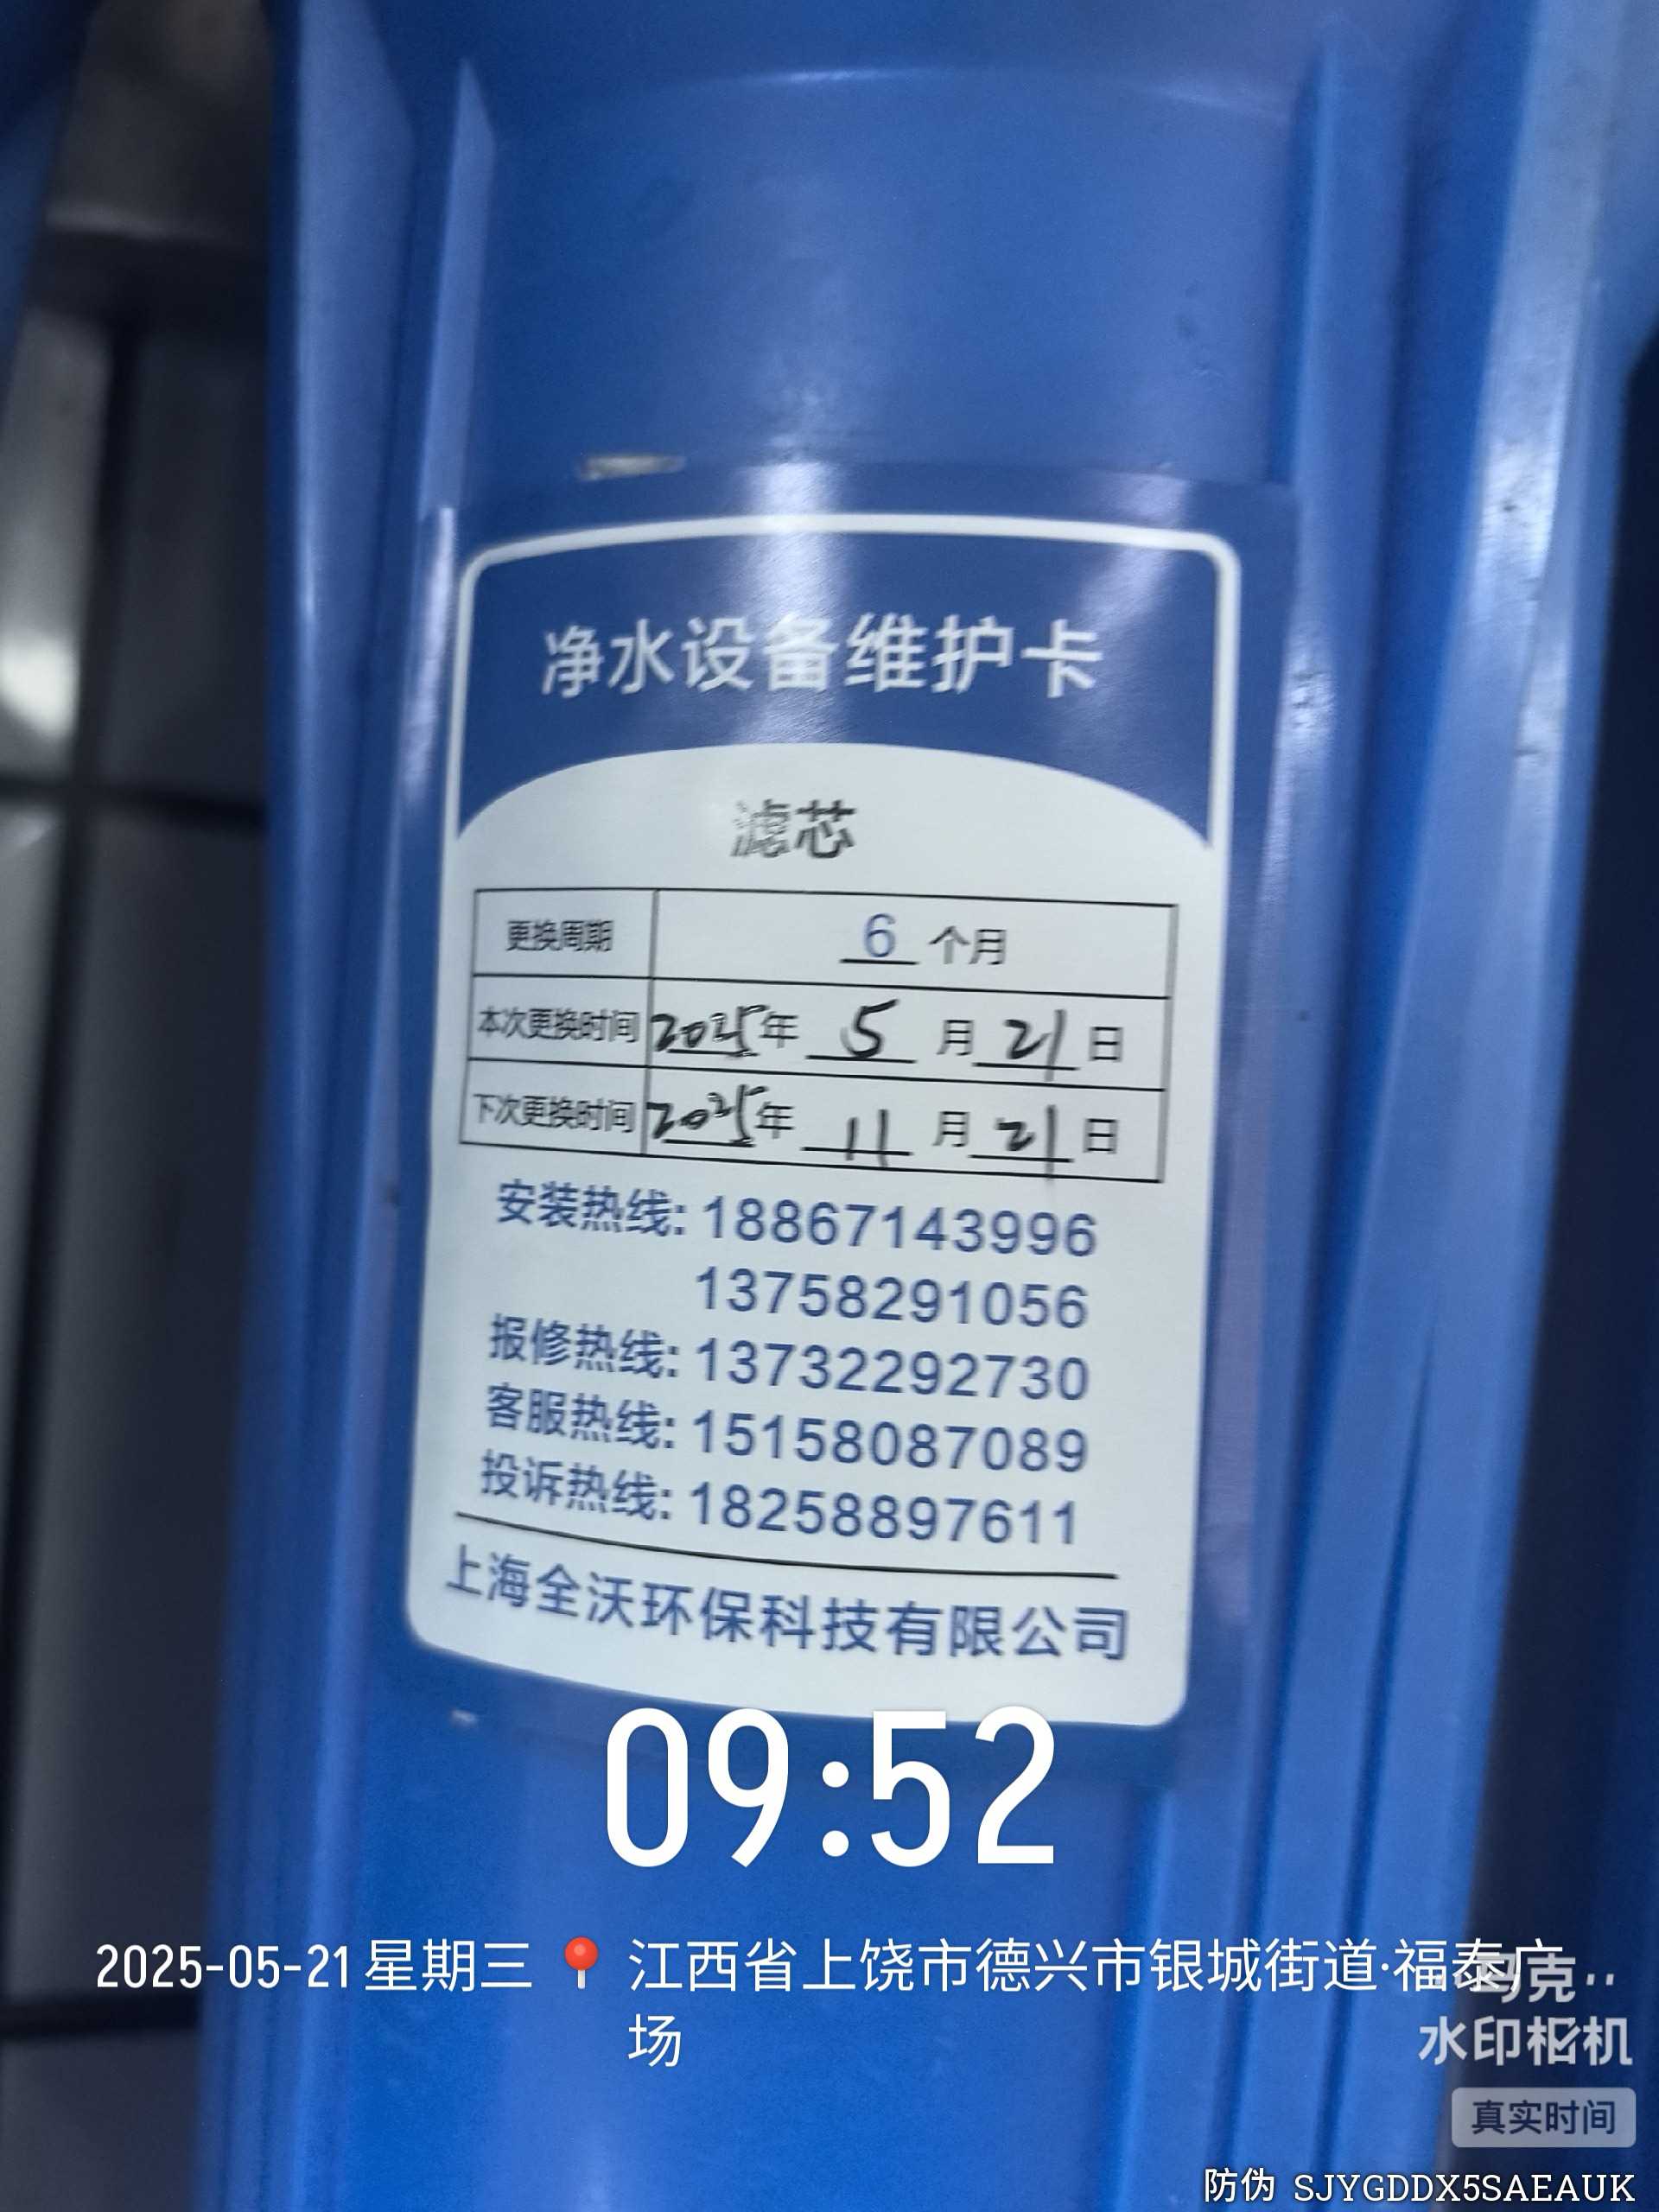 净水设备维护卡
滤芯
更换周期 6 个月
本次更换时间 2025年 5 月 21 日
下次更换时间 2025年 11 月 21 日
安装热线: 18867143996
13758291056
报修热线: 13732292730
客服热线: 15158087089
投诉热线: 18258897611
上海全沃环保科技有限公司
09:52
2025-05-21 星期三 江西省上饶市德兴市银城街道·福泰广
场
马克
水印相机
真实时间
防伪 SJYGDDX5SAEAUK